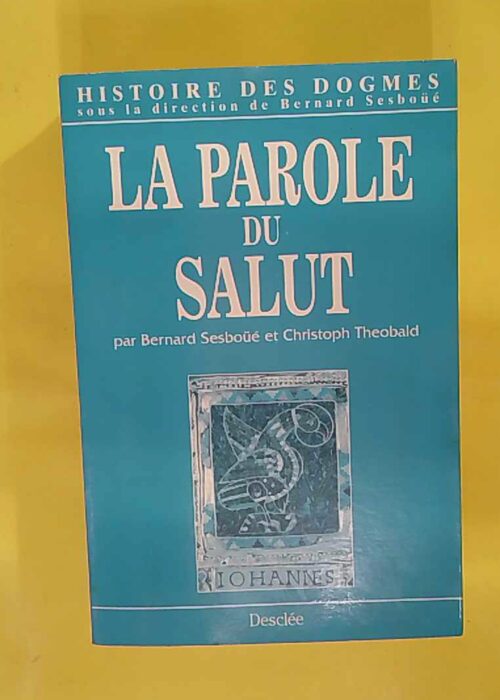 HISTOIRE DES DOGMES
sous la direction de Bernard Sesboüé
LA PAROLE
DU
SALUT
par Bernard Sesboüé et Christoph Theobald
IOHANNES
Desclée